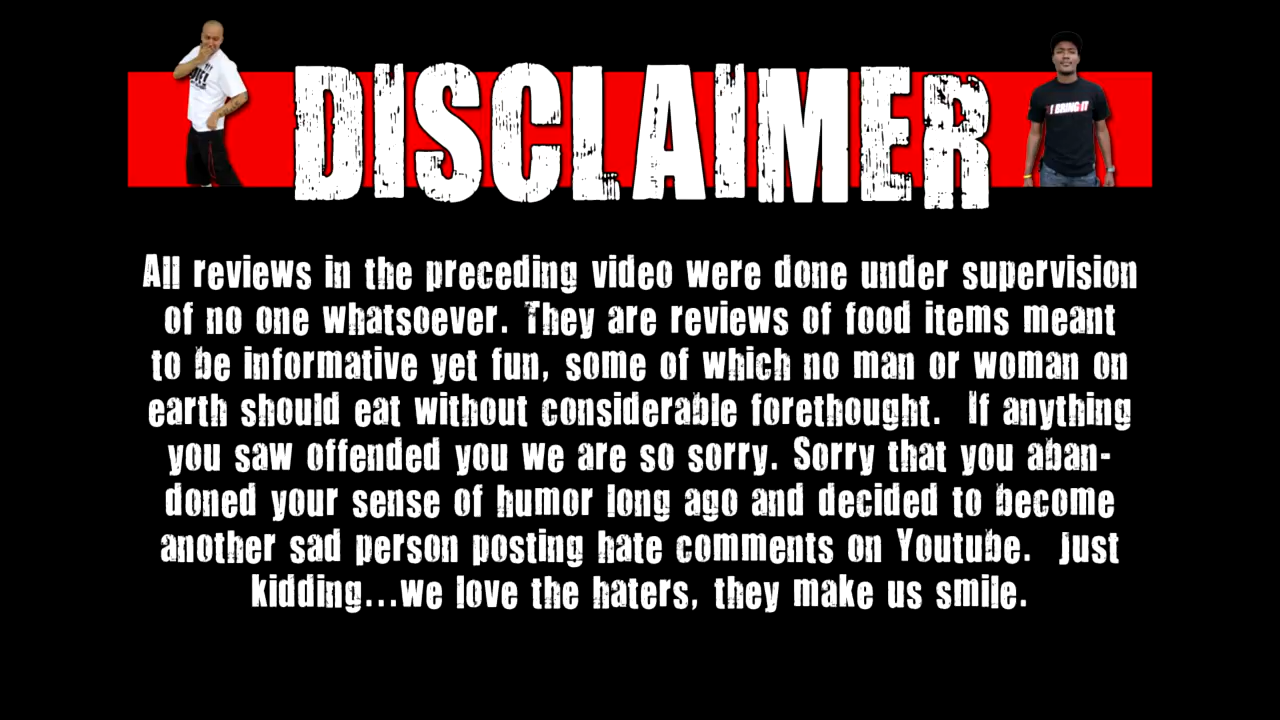 DISCLAIMER
I BRING IT
All reviews in the preceding video were done under supervision
of no one whatsoever. They are reviews of food items meant
to be informative yet fun, some of which no man or woman on
earth should eat without considerable forethought. If anything
you saw offended you we are so sorry. Sorry that you aban-
doned your sense of humor long ago and decided to become
another sad person posting hate comments on Youtube. Just
kidding...we love the haters, they make us smile.